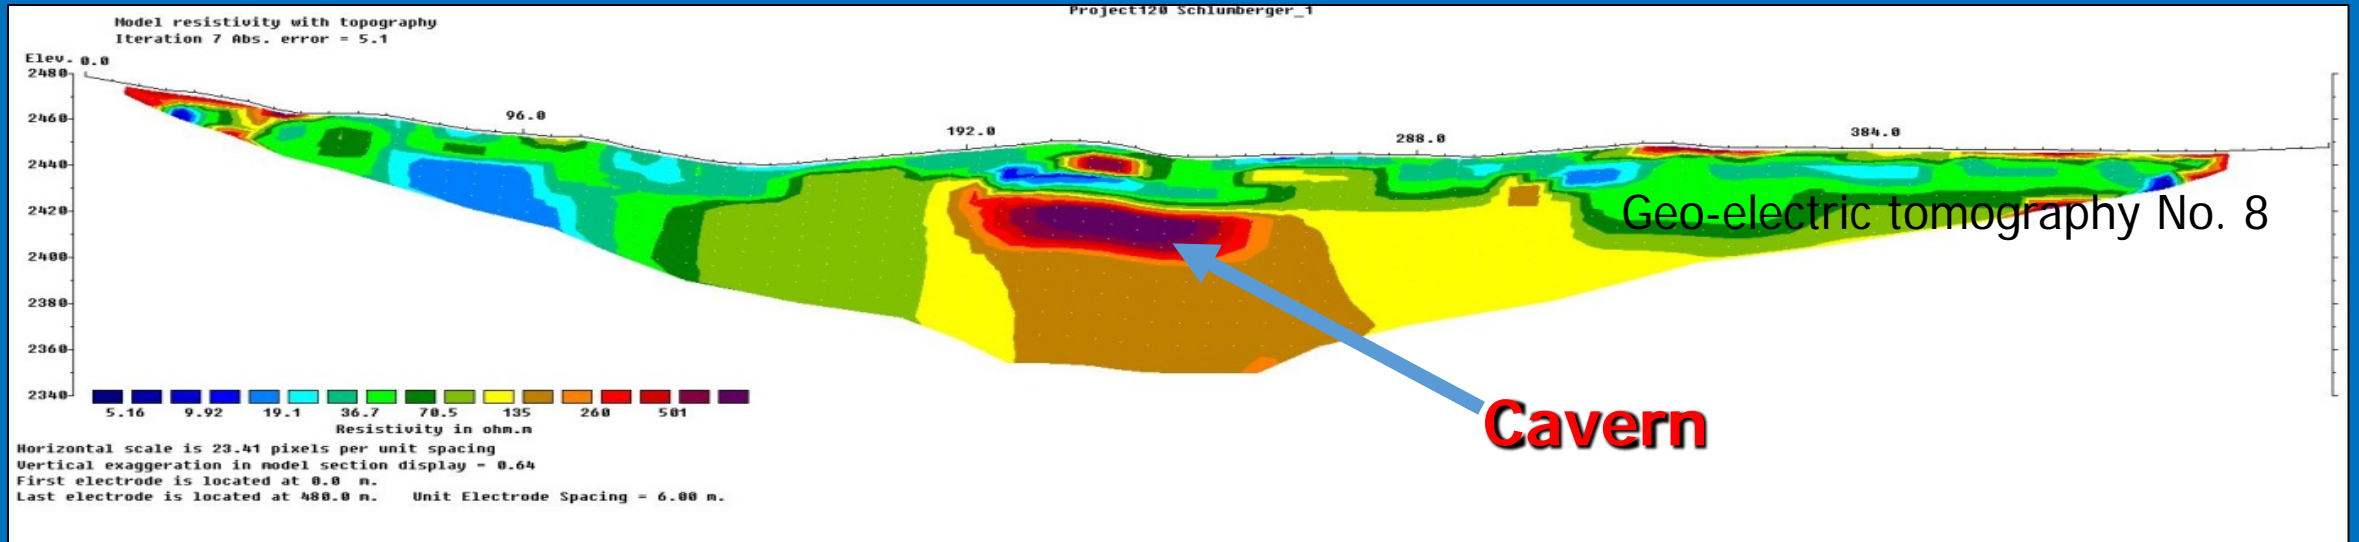 Project120 Schlumberger_1
Model resistivity with topography
Iteration 7 Abs. error = 5.1
Elev. 0.0
2480
2460
96.0
192.0
288.0
384.0
2440
2420
Geo-electric tomography No. 8
2400
2380
2360
2340
5.16 9.92 19.1 36.7 70.5 135 260 501
Resistivity in ohm.m
Cavern
Horizontal scale is 23.41 pixels per unit spacing
Vertical exaggeration in model section display = 0.64
First electrode is located at 0.0 m.
Last electrode is located at 480.0 m. Unit Electrode Spacing = 6.00 m.